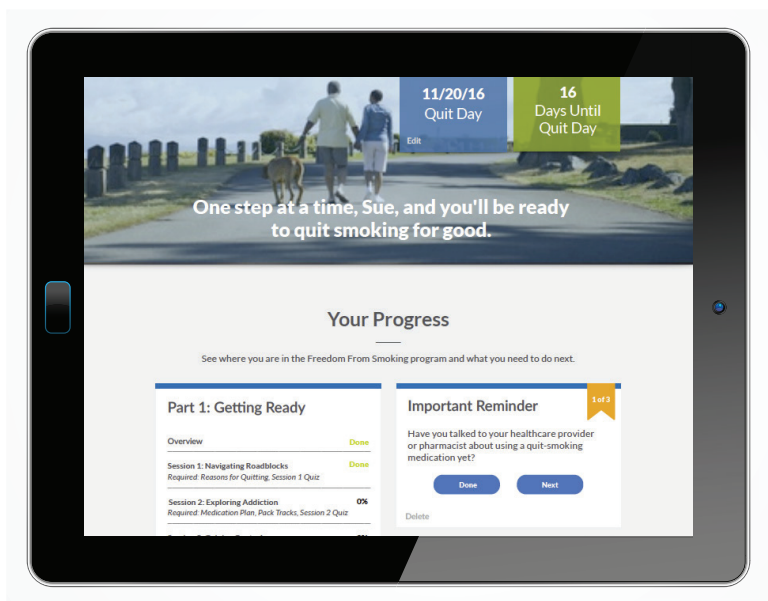 11/20/16
Quit Day
Edit
16
Days Until
Quit Day
One step at a time, Sue, and you'll be ready
to quit smoking for good.
Your Progress
See where you are in the Freedom From Smoking program and what you need to do next.
Part 1: Getting Ready
Overview Done
Session 1: Navigating Roadblocks Done
Required: Reasons for Quitting, Session 1 Quiz
Session 2: Exploring Addiction 0%
Required: Medication Plan, Pack Tracks, Session 2 Quiz
Important Reminder
1 of 3
Have you talked to your healthcare provider
or pharmacist about using a quit-smoking
medication yet?
Done Next
Delete